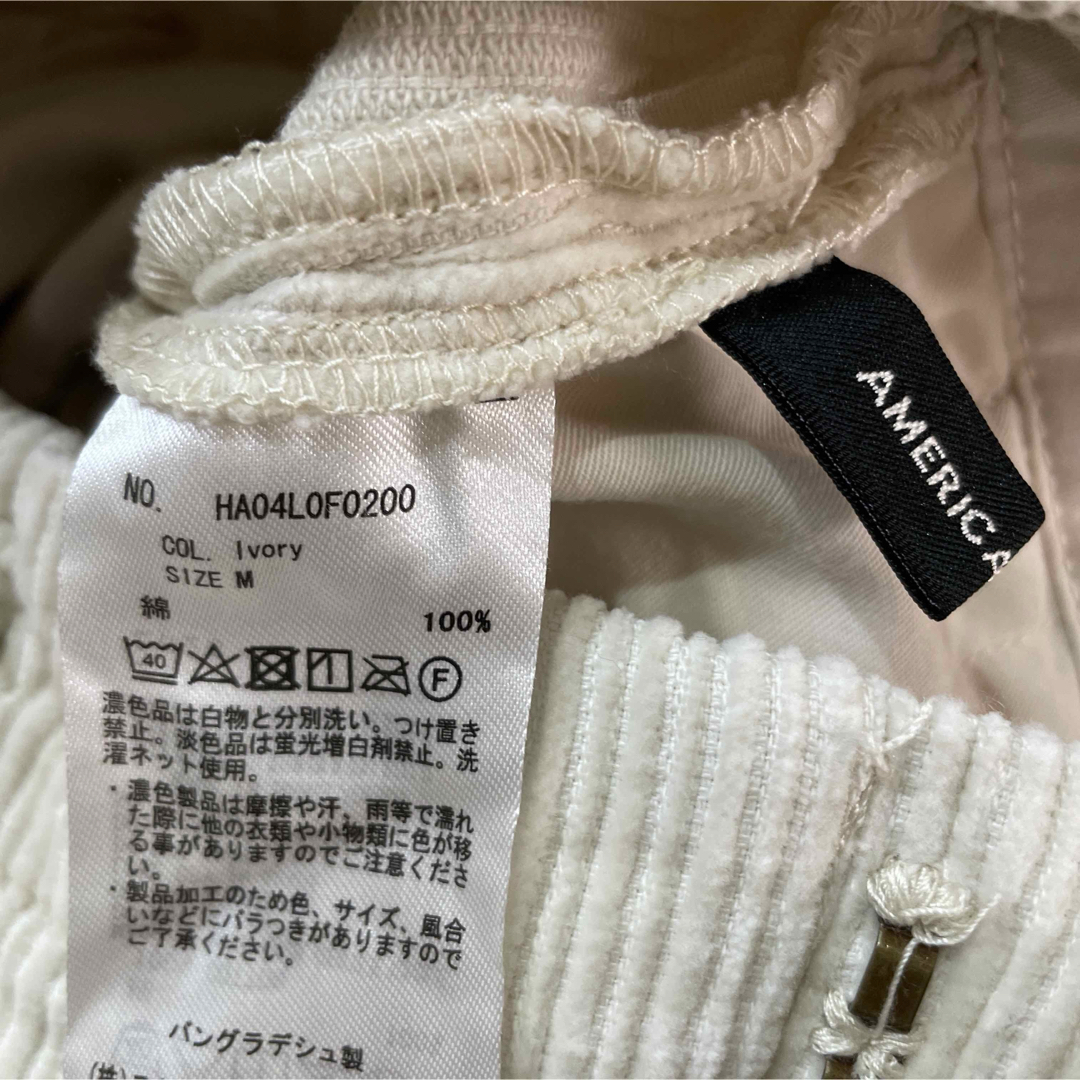 NO. HA04L0F0200
COL. Ivory
SIZE M
綿 100%
40
F
濃色品は白物と分別洗い。つけ置き
禁止。淡色品は蛍光増白剤禁止。洗
濯ネット使用。
・濃色製品は摩擦や汗、雨等で濡れ
た際に他の衣類や小物類に色が移
る事がありますのでご注意くださ
い。
・製品加工のため色、サイズ、風合
いなどにバラつきがありますので
ご了承ください。
バングラデシュ製
(株)
AMERICA